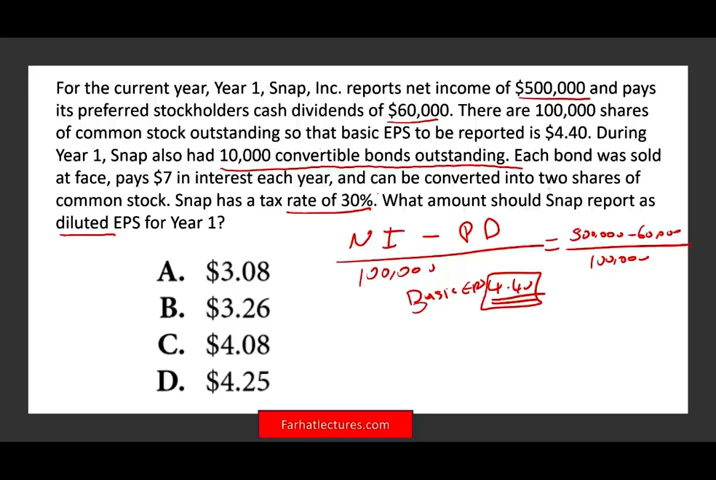 For the current year, Year 1, Snap, Inc. reports net income of $500,000 and pays
its preferred stockholders cash dividends of $60,000. There are 100,000 shares
of common stock outstanding so that basic EPS to be reported is $4.40. During
Year 1, Snap also had 10,000 convertible bonds outstanding. Each bond was sold
at face, pays $7 in interest each year, and can be converted into two shares of
common stock. Snap has a tax rate of 30%. What amount should Snap report as
diluted EPS for Year 1?
NI - PD = 500,000 - 60,000
100,000 100,000
Basic EPS 4.40
A. $3.08
B. $3.26
C. $4.08
D. $4.25
Farhatlectures.com